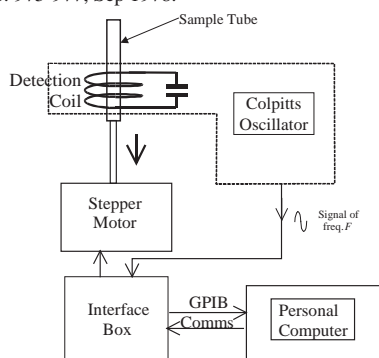 Sample Tube
Detection
Coil
Colpitts
Oscillator
Stepper
Motor
Signal of
freq.F
GPIB
Comms
Interface
Box
Personal
Computer